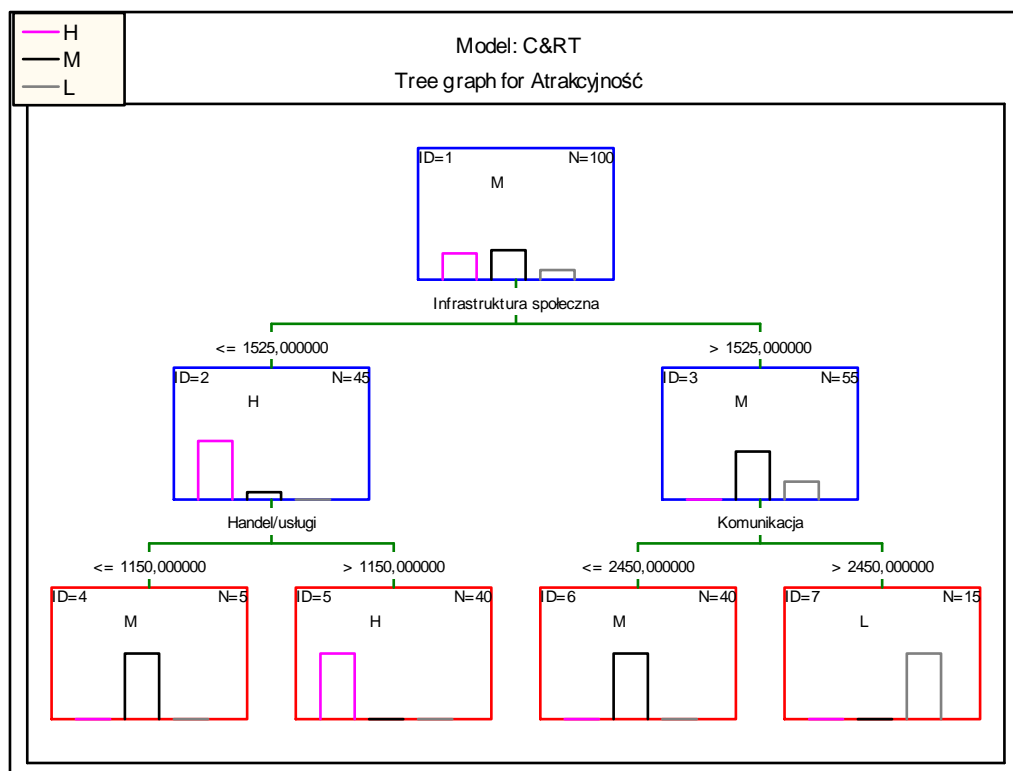 H
M
L
Model: C&RT
Tree graph for Atrakcyjność
ID=1 N=100
M
Infrastruktura społeczna
<= 1525,000000 > 1525,000000
ID=2 N=45
H
ID=3 N=55
M
Handel/usługi Komunikacja
<= 1150,000000 > 1150,000000 <= 2450,000000 > 2450,000000
ID=4 N=5
M
ID=5 N=40
H
ID=6 N=40
M
ID=7 N=15
L